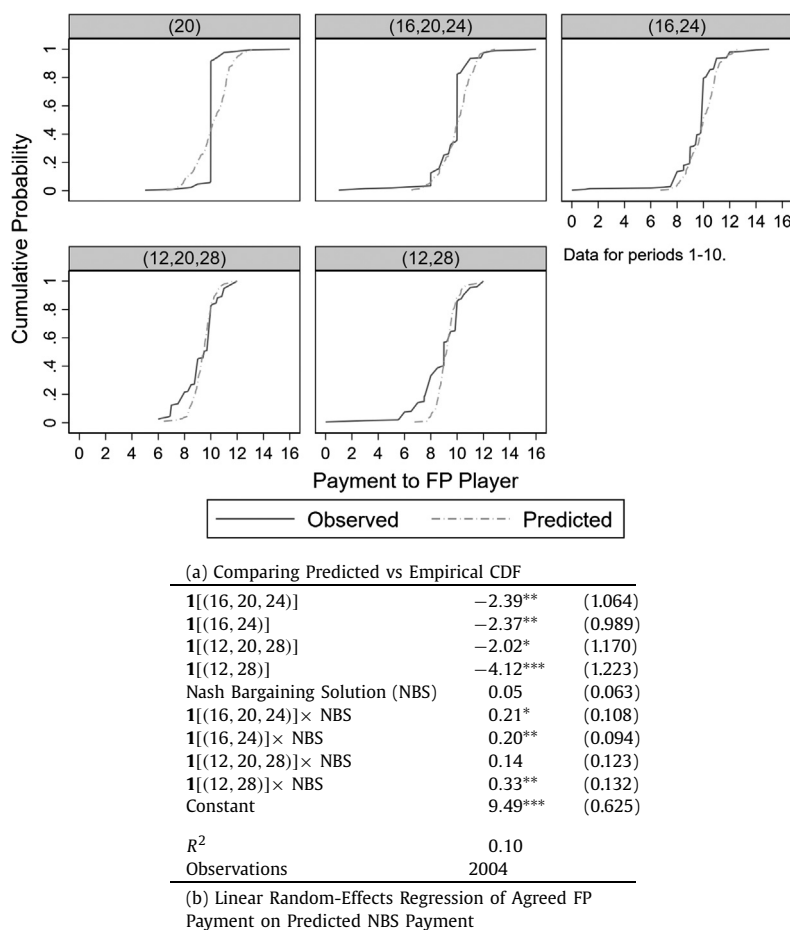 (20)
(16,20,24)
(16,24)
Cumulative Probability
1
.8
.6
.4
.2
0
0 2 4 6 8 10 12 14 16
Data for periods 1-10.
(12,20,28)
(12,28)
1
.8
.6
.4
.2
0
0 2 4 6 8 10 12 14 16
0 2 4 6 8 10 12 14 16
Payment to FP Player
Observed
Predicted
(a) Comparing Predicted vs Empirical CDF
1[(16, 20, 24)] −2.39** (1.064)
1[(16, 24)] −2.37** (0.989)
1[(12, 20, 28)] −2.02* (1.170)
1[(12, 28)] −4.12*** (1.223)
Nash Bargaining Solution (NBS) 0.05 (0.063)
1[(16, 20, 24)]× NBS 0.21* (0.108)
1[(16, 24)]× NBS 0.20** (0.094)
1[(12, 20, 28)]× NBS 0.14 (0.123)
1[(12, 28)]× NBS 0.33** (0.132)
Constant 9.49*** (0.625)
R² 0.10
Observations 2004
(b) Linear Random-Effects Regression of Agreed FP
Payment on Predicted NBS Payment